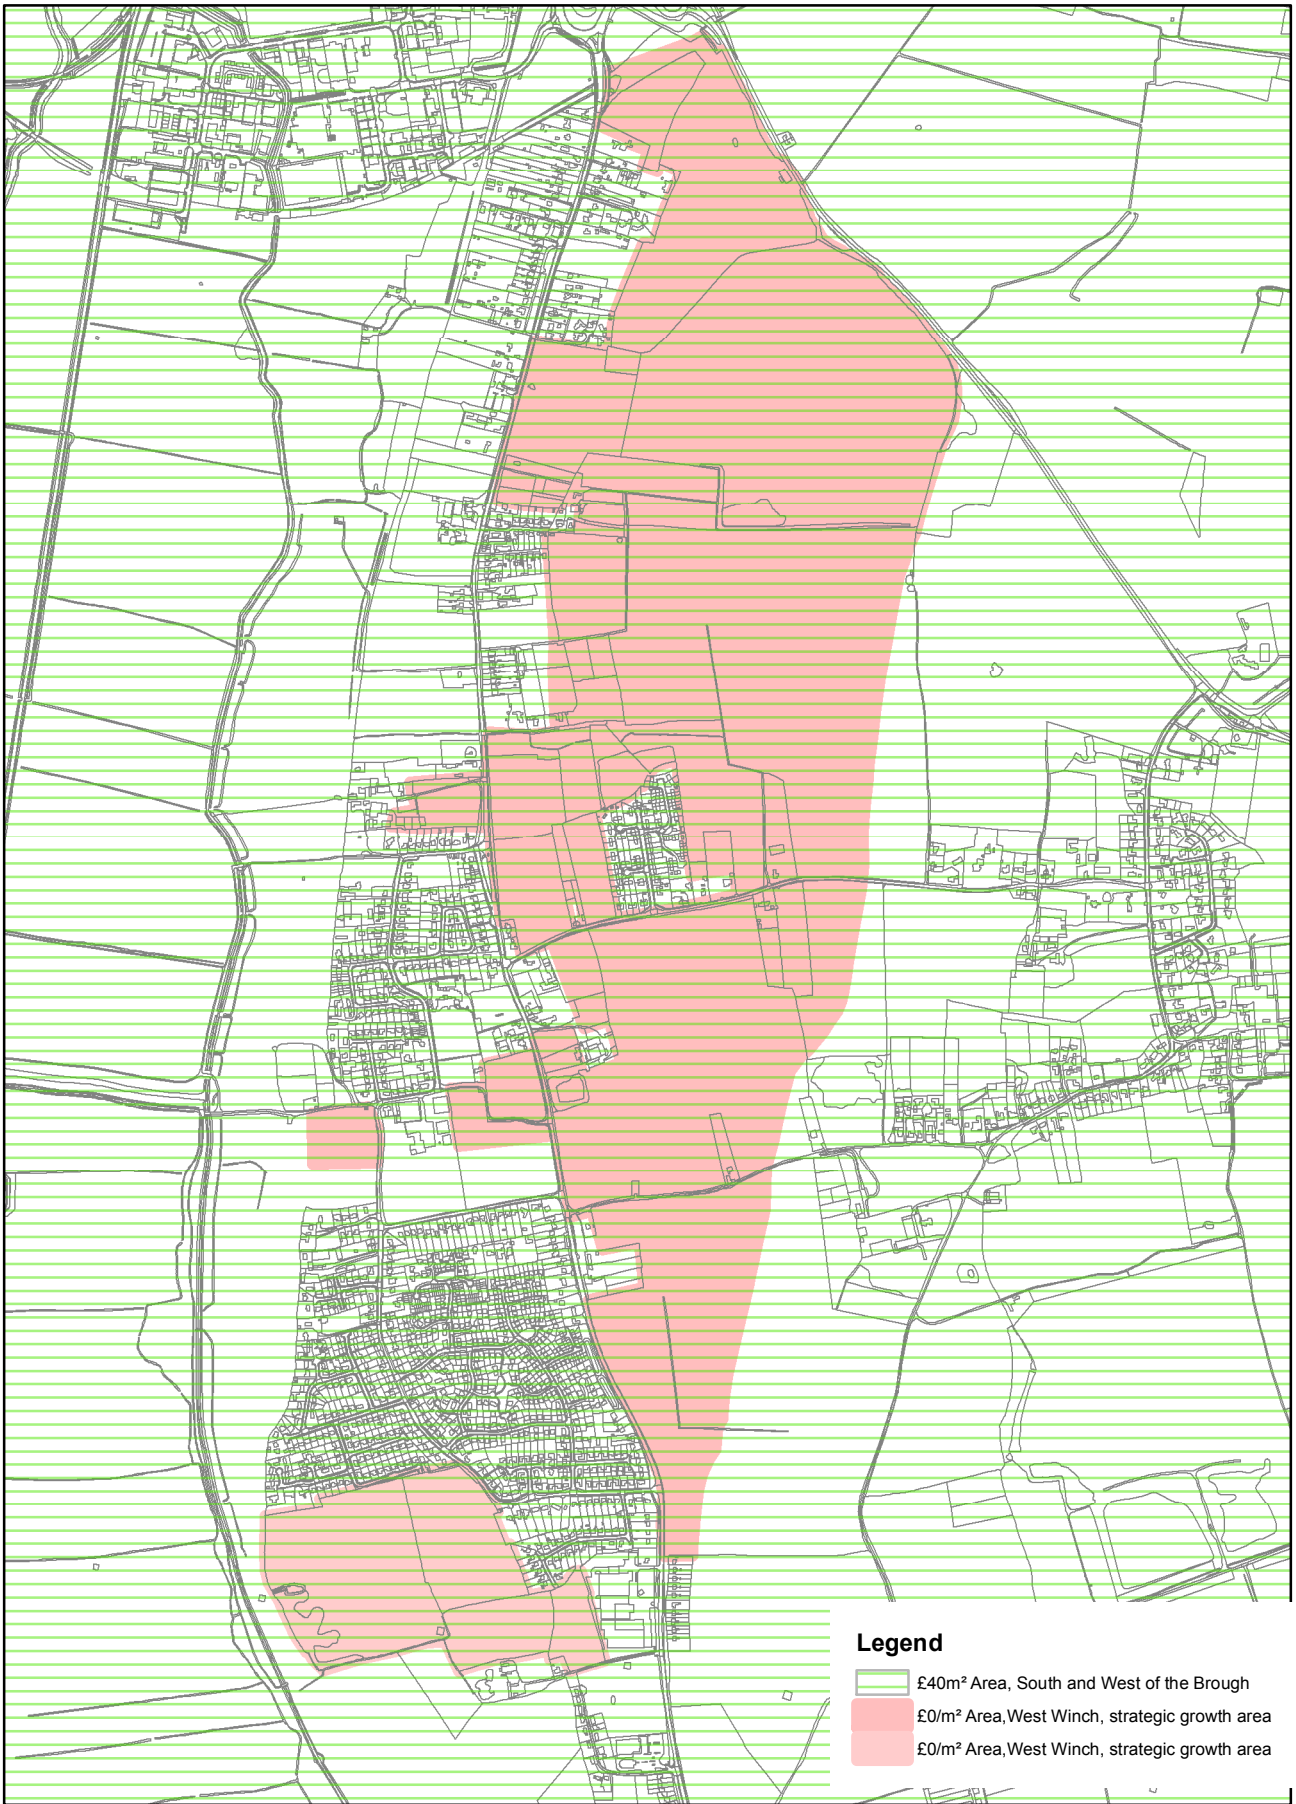 Legend
£40m² Area, South and West of the Brough
£0/m² Area,West Winch, strategic growth area
£0/m² Area,West Winch, strategic growth area